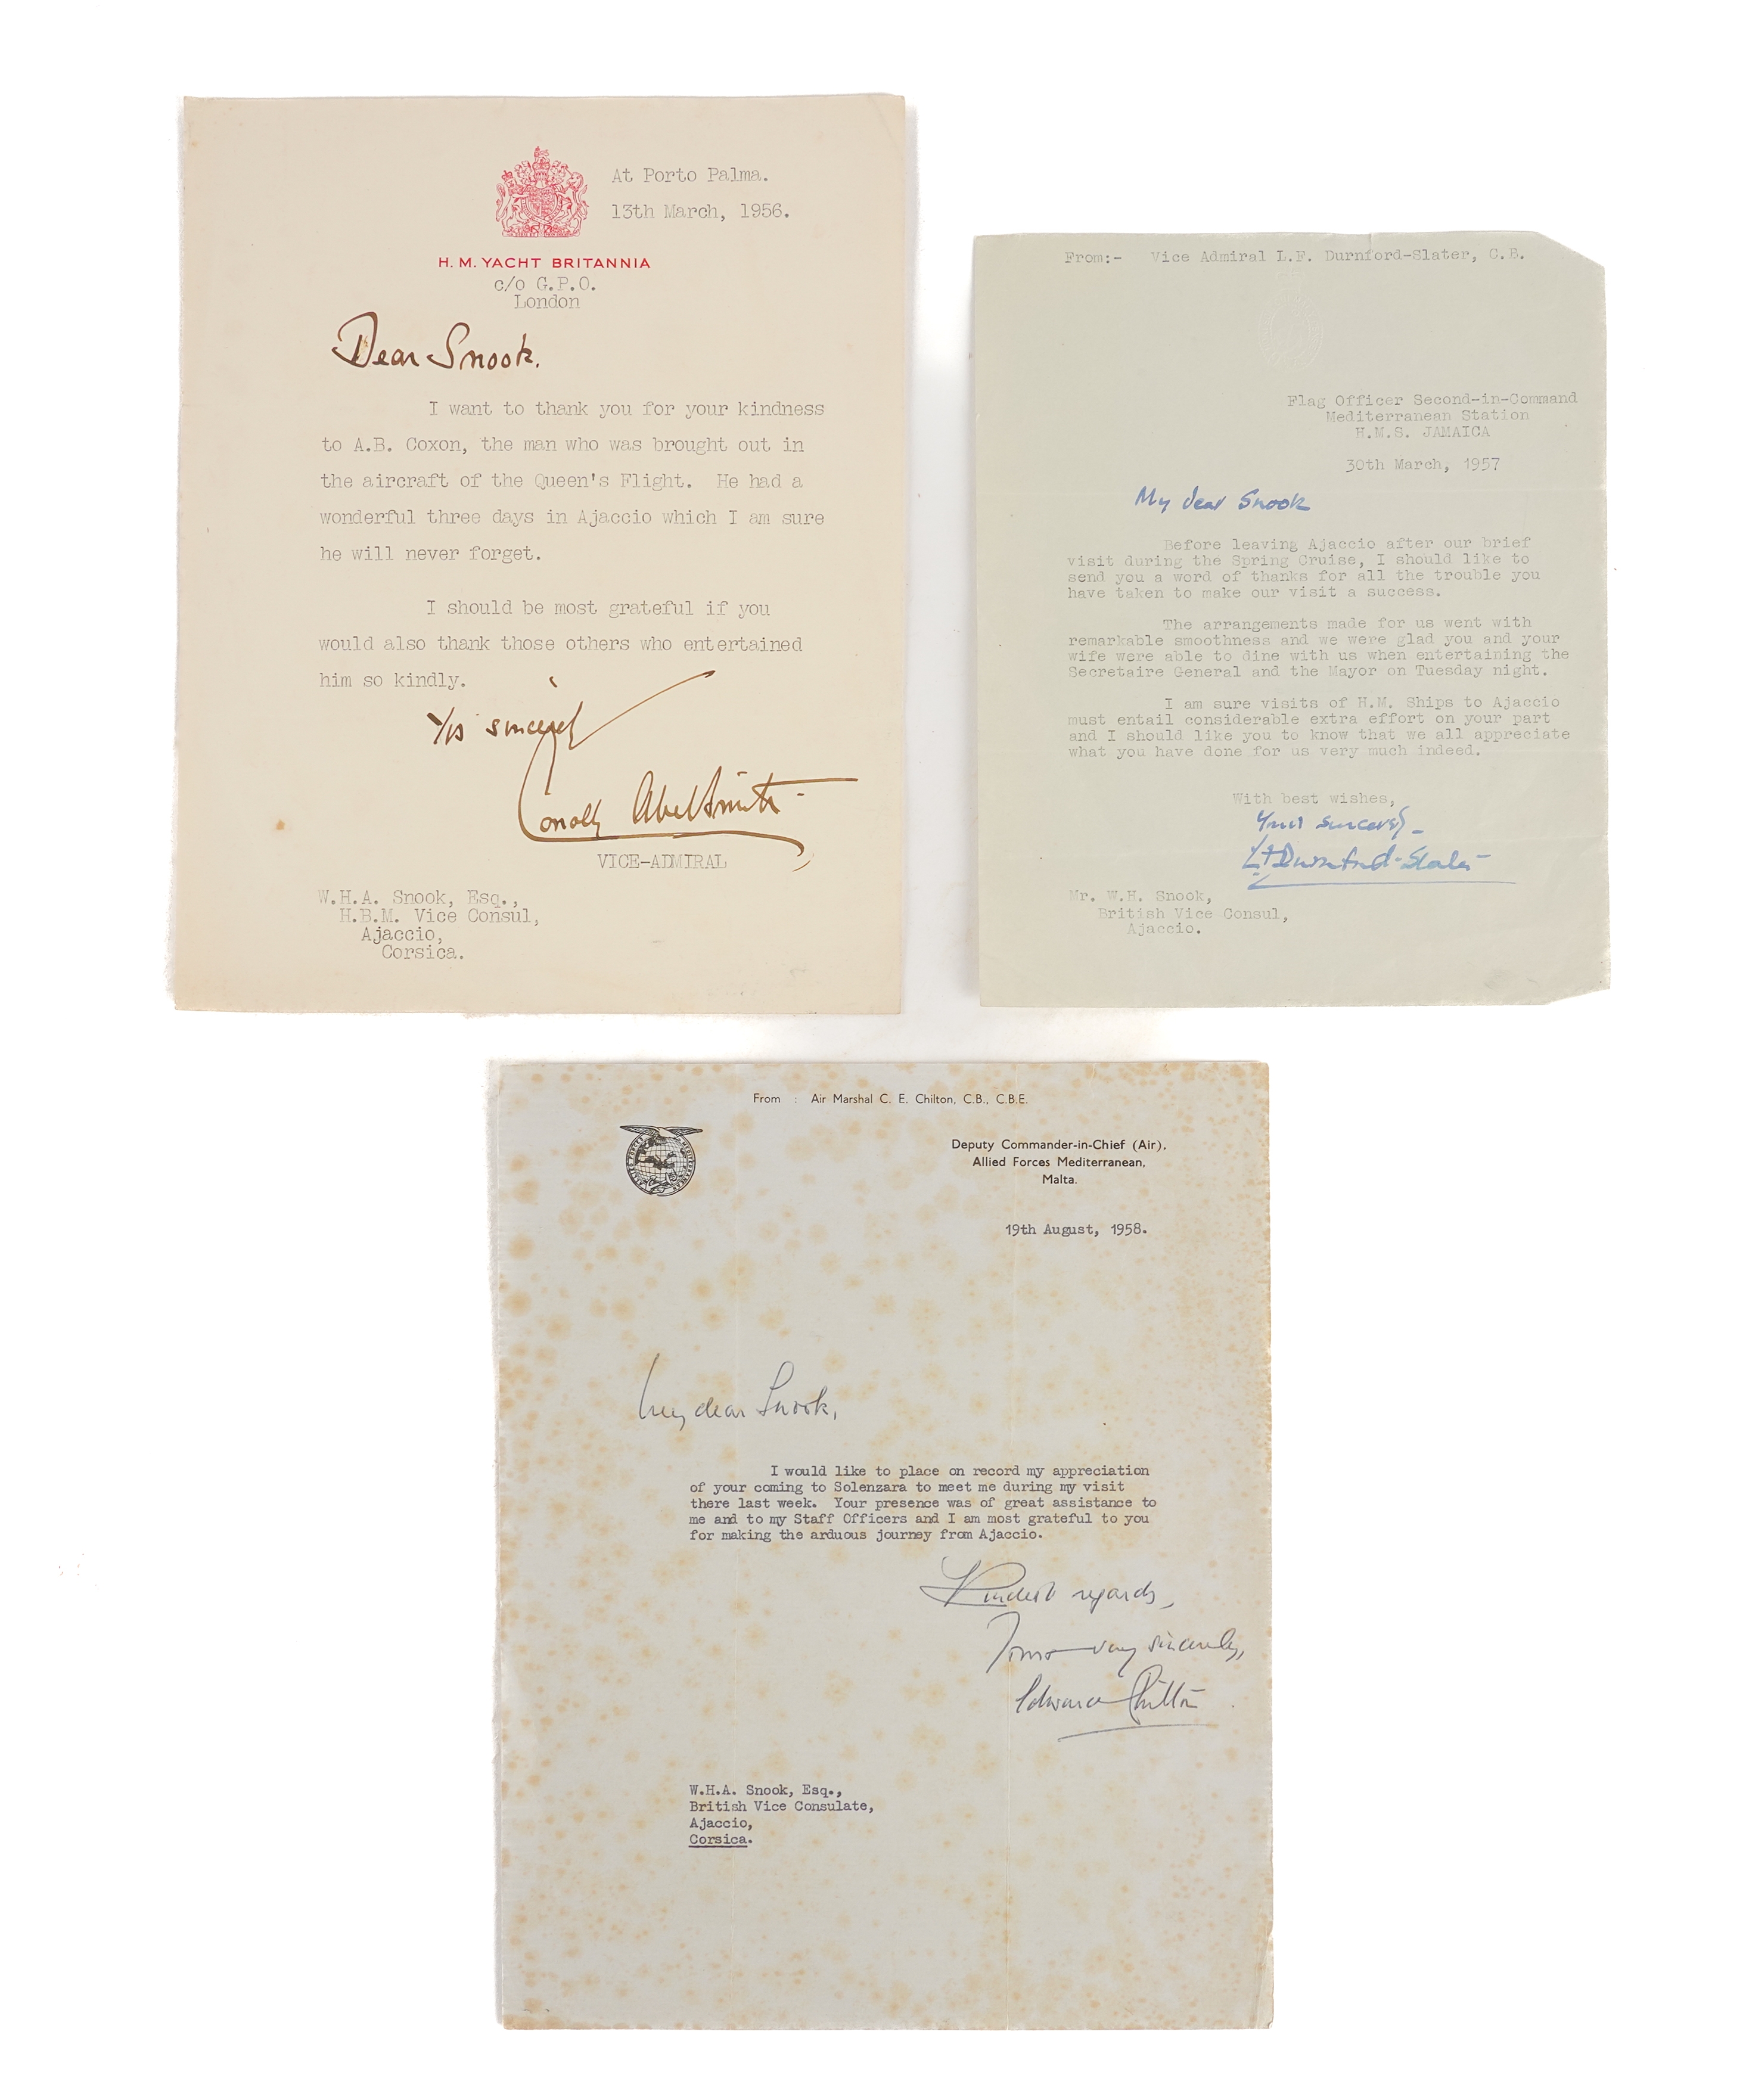 At Porto Palma.
13th March, 1956.
H. M. YACHT BRITANNIA
c/o G.P.O.
London
Dear Snook.
I want to thank you for your kindness
to A.B. Coxon, the man who was brought out in
the aircraft of the Queen's Flight. He had a
wonderful three days in Ajaccio which I am sure
he will never forget.
I should be most grateful if you
would also thank those others who entertained
him so kindly.
Yrs sincerely
Conolly Abel Smith
VICE-ADMIRAL
W.H.A. Snook, Esq.,
H.B.M. Vice Consul,
Ajaccio,
Corsica.
From:- Vice Admiral L.F. Durnford-Slater, C.B.
Flag Officer Second-in-Command
Mediterranean Station
H.M.S. JAMAICA
30th March, 1957
My dear Snook
Before leaving Ajaccio after our brief
visit during the Spring Cruise, I should like to
send you a word of thanks for all the trouble you
have taken to make our visit a success.
The arrangements made for us went with
remarkable smoothness and we were glad you and your
wife were able to dine with us when entertaining the
Secretaire General and the Mayor on Tuesday night.
I am sure visits of H.M. Ships to Ajaccio
must entail considerable extra effort on your part
and I should like you to know that we all appreciate
what you have done for us very much indeed.
With best wishes,
Yours sincerely
L F Durnford-Slater
Mr. W.H. Snook,
British Vice Consul,
Ajaccio.
From : Air Marshal C. E. Chilton, C.B., C.B.E.
ALLIED FORCES MEDITERRANEAN
Deputy Commander-in-Chief (Air),
Allied Forces Mediterranean,
Malta.
19th August, 1958.
My dear Snook,
I would like to place on record my appreciation
of your coming to Solenzara to meet me during my visit
there last week. Your presence was of great assistance to
me and to my Staff Officers and I am most grateful to you
for making the arduous journey from Ajaccio.
Kindest regards,
Yours very sincerely,
Edward Chilton
W.H.A. Snook, Esq.,
British Vice Consulate,
Ajaccio,
Corsica.